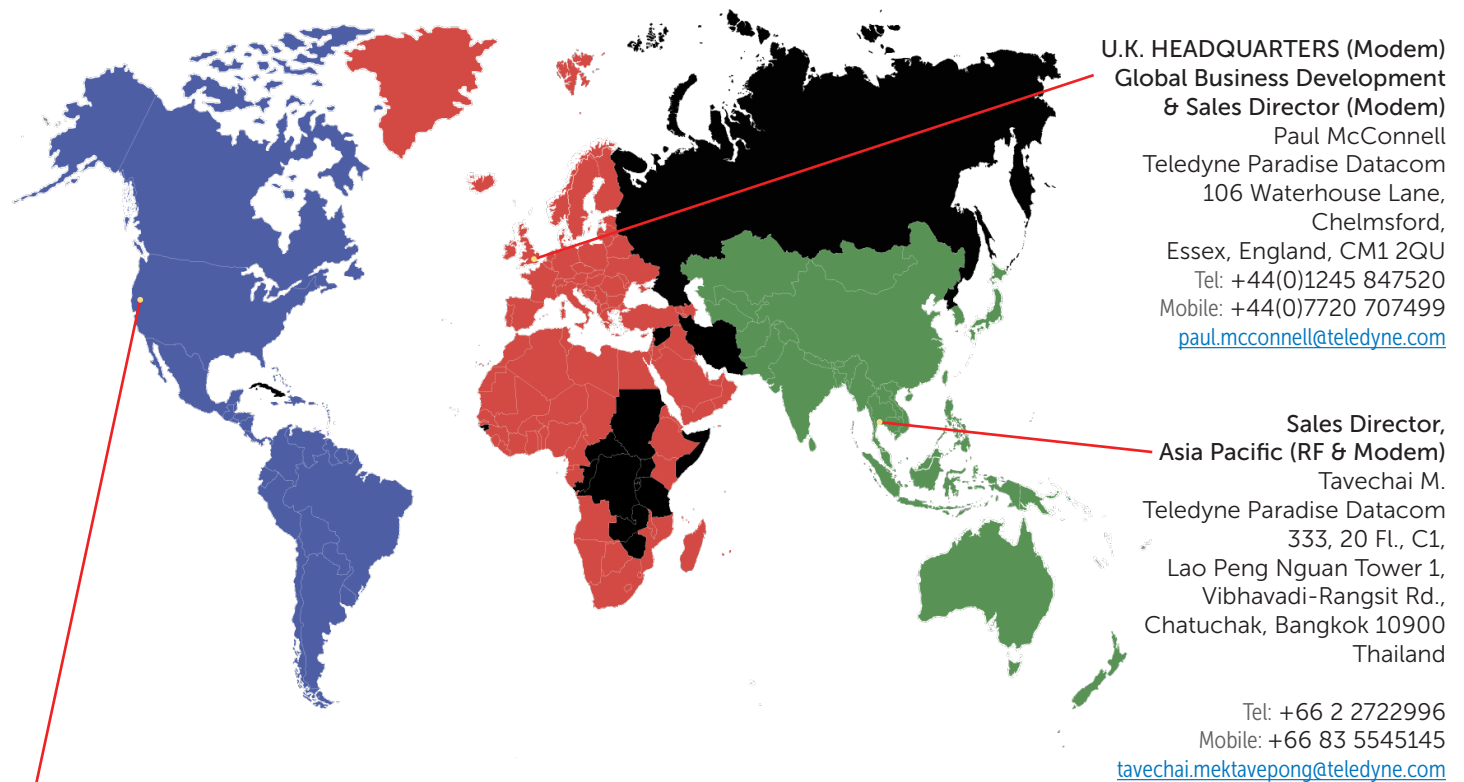 U.K. HEADQUARTERS (Modem)
Global Business Development
& Sales Director (Modem)
Paul McConnell
Teledyne Paradise Datacom
106 Waterhouse Lane,
Chelmsford,
Essex, England, CM1 2QU
Tel: +44(0)1245 847520
Mobile: +44(0)7720 707499
paul.mcconnell@teledyne.com
Sales Director,
Asia Pacific (RF & Modem)
Tavechai M.
Teledyne Paradise Datacom
333, 20 Fl., C1,
Lao Peng Nguan Tower 1,
Vibhavadi-Rangsit Rd.,
Chatuchak, Bangkok 10900
Thailand
Tel: +66 2 2722996
Mobile: +66 83 5545145
tavechai.mektavepong@teledyne.com